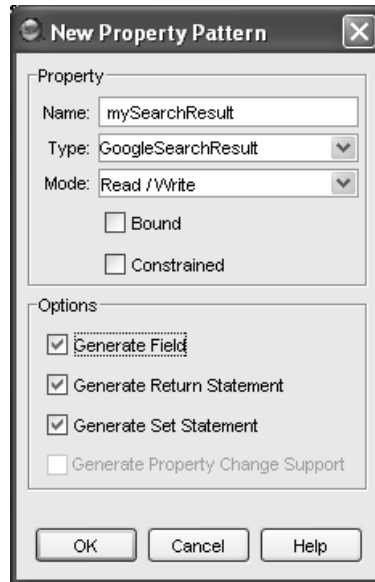 New Property Pattern
Property
Name: mySearchResult
Type: GoogleSearchResult
Mode: Read / Write
Bound
Constrained
Options
Generate Field
Generate Return Statement
Generate Set Statement
Generate Property Change Support
OK Cancel Help